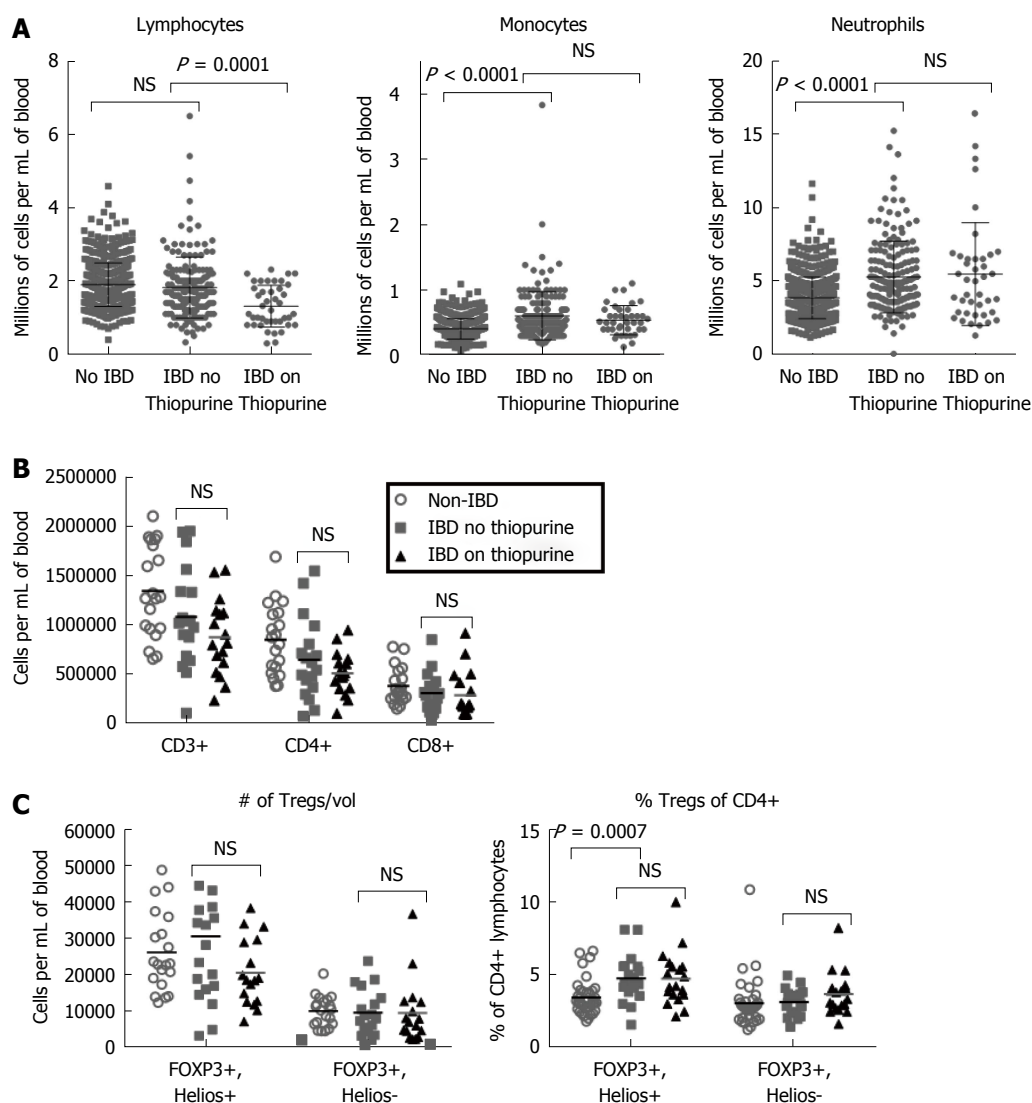 A
Lymphocytes
Millions of cells per mL of blood
8
6
4
2
0
NS
P = 0.0001
No IBD
IBD no
Thiopurine
IBD on
Thiopurine
Monocytes
Millions of cells per mL of blood
4
3
2
1
0
P < 0.0001
NS
No IBD
IBD no
Thiopurine
IBD on
Thiopurine
Neutrophils
Millions of cells per mL of blood
20
15
10
5
0
P < 0.0001
NS
No IBD
IBD no
Thiopurine
IBD on
Thiopurine
B
Cells per mL of blood
2500000
2000000
1500000
1000000
500000
0
NS
NS
NS
CD3+
CD4+
CD8+
Non-IBD
IBD no thiopurine
IBD on thiopurine
C
# of Tregs/vol
Cells per mL of blood
60000
50000
40000
30000
20000
10000
0
NS
NS
FOXP3+,
Helios+
FOXP3+,
Helios-
% Tregs of CD4+
% of CD4+ lymphocytes
15
10
5
0
P = 0.0007
NS
NS
FOXP3+,
Helios+
FOXP3+,
Helios-